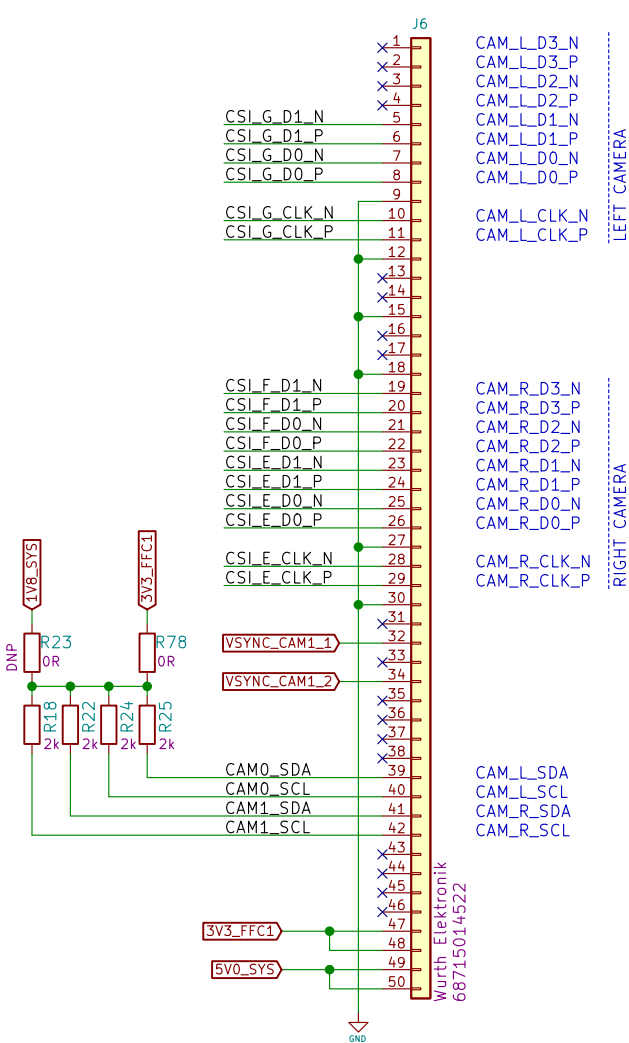 J6
1 CAM_L_D3_N
2 CAM_L_D3_P
3 CAM_L_D2_N
4 CAM_L_D2_P
CSI_G_D1_N 5 CAM_L_D1_N
CSI_G_D1_P 6 CAM_L_D1_P
CSI_G_D0_N 7 CAM_L_D0_N
CSI_G_D0_P 8 CAM_L_D0_P
9
CSI_G_CLK_N 10 CAM_L_CLK_N
CSI_G_CLK_P 11 CAM_L_CLK_P
LEFT CAMERA
12
13
14
15
16
17
18
CSI_F_D1_N 19 CAM_R_D3_N
CSI_F_D1_P 20 CAM_R_D3_P
CSI_F_D0_N 21 CAM_R_D2_N
CSI_F_D0_P 22 CAM_R_D2_P
CSI_E_D1_N 23 CAM_R_D1_N
CSI_E_D1_P 24 CAM_R_D1_P
CSI_E_D0_N 25 CAM_R_D0_N
CSI_E_D0_P 26 CAM_R_D0_P
27
CSI_E_CLK_N 28 CAM_R_CLK_N
CSI_E_CLK_P 29 CAM_R_CLK_P
RIGHT CAMERA
30
31
1V8_SYS
3V3_FFC1
VSYNC_CAM1_1 32
33
VSYNC_CAM1_2 34
DNP
R23
0R
R78
0R
35
36
37
38
R18
2k
R22
2k
R24
2k
R25
2k
CAM0_SDA 39 CAM_L_SDA
CAM0_SCL 40 CAM_L_SCL
CAM1_SDA 41 CAM_R_SDA
CAM1_SCL 42 CAM_R_SCL
43
44
45
46
3V3_FFC1 47
48
5V0_SYS 49
50
Wurth Elektronik
68715014522
GND